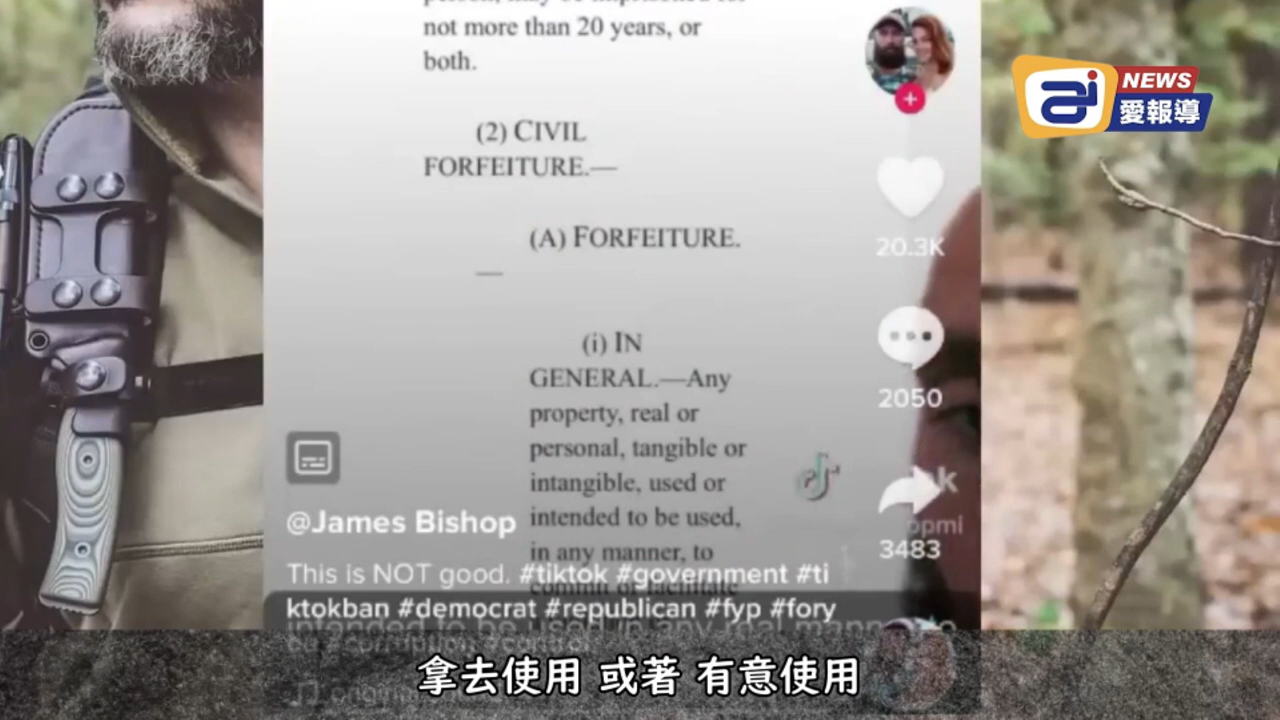 not more than 20 years, or
both.
(2) CIVIL
FORFEITURE.—
(A) FORFEITURE.
—
(i) IN
GENERAL.—Any
property, real or
personal, tangible or
intangible, used or
intended to be used,
in any manner, to
commit or facilitate
NEWS
愛報導
20.3K
2050
3483
@James Bishop
This is NOT good. #tiktok #government #ti
ktokban #democrat #republican #fyp #fory
拿去使用 或著 有意使用